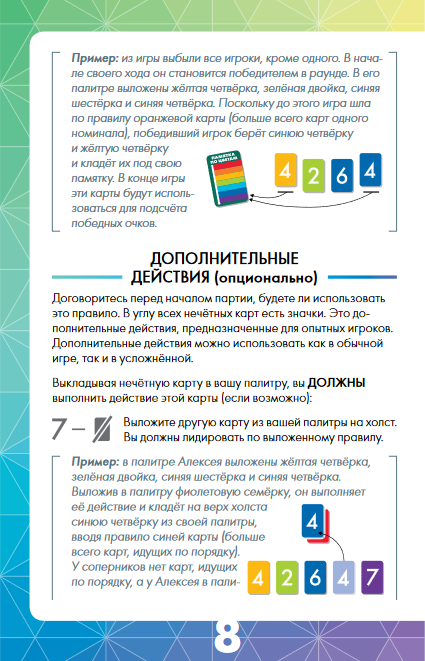 Пример: из игры выбыли все игроки, кроме одного. В нача-
ле своего хода он становится победителем в раунде. В его
палитре выложены жёлтая четвёрка, зелёная двойка, синяя
шестёрка и синяя четвёрка. Поскольку до этого игра шла
по правилу оранжевой карты (больше всего карт одного
номинала), победивший игрок берёт синюю четвёрку
и жёлтую четвёрку
и кладёт их под свою
памятку. В конце игры
эти карты будут исполь-
зоваться для подсчёта
победных очков.
ПАМЯТКА
ПО ЦВЕТАМ
4 2 6 4
ДОПОЛНИТЕЛЬНЫЕ
ДЕЙСТВИЯ (опционально)
Договоритесь перед началом партии, будете ли использовать
это правило. В углу всех нечётных карт есть значки. Это до-
полнительные действия, предназначенные для опытных игроков.
Дополнительные действия можно использовать как в обычной
игре, так и в усложнённой.
Выкладывая нечётную карту в вашу палитру, вы ДОЛЖНЫ
выполнить действие этой карты (если возможно):
7 –
Выложите другую карту из вашей палитры на холст.
Вы должны лидировать по выложенному правилу.
Пример: в палитре Алексея выложены жёлтая четвёрка,
зелёная двойка, синяя шестёрка и синяя четвёрка.
Выложив в палитру фиолетовую семёрку, он выполняет
её действие и кладёт на верх холста
синюю четвёрку из своей палитры,
вводя правило синей карты (больше
всего карт, идущих по порядку).
У соперников нет карт, идущих
по порядку, а у Алексея в пали-
4
4 2 6 4 7
8